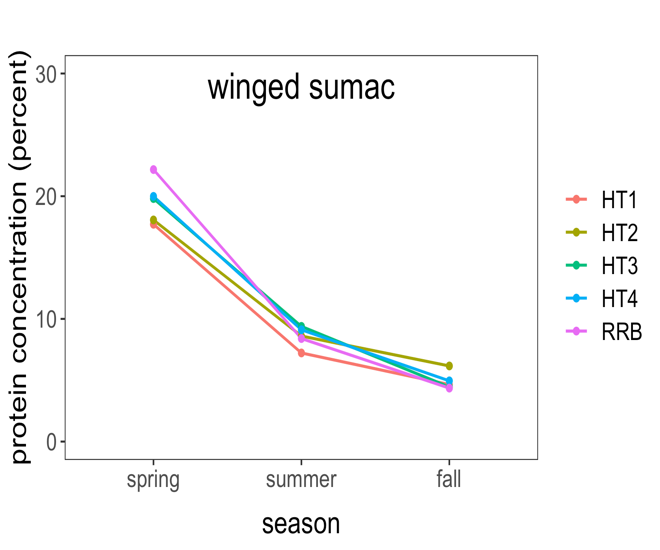 winged sumac
protein concentration (percent)
30
20
10
0
spring summer fall
season
HT1
HT2
HT3
HT4
RRB